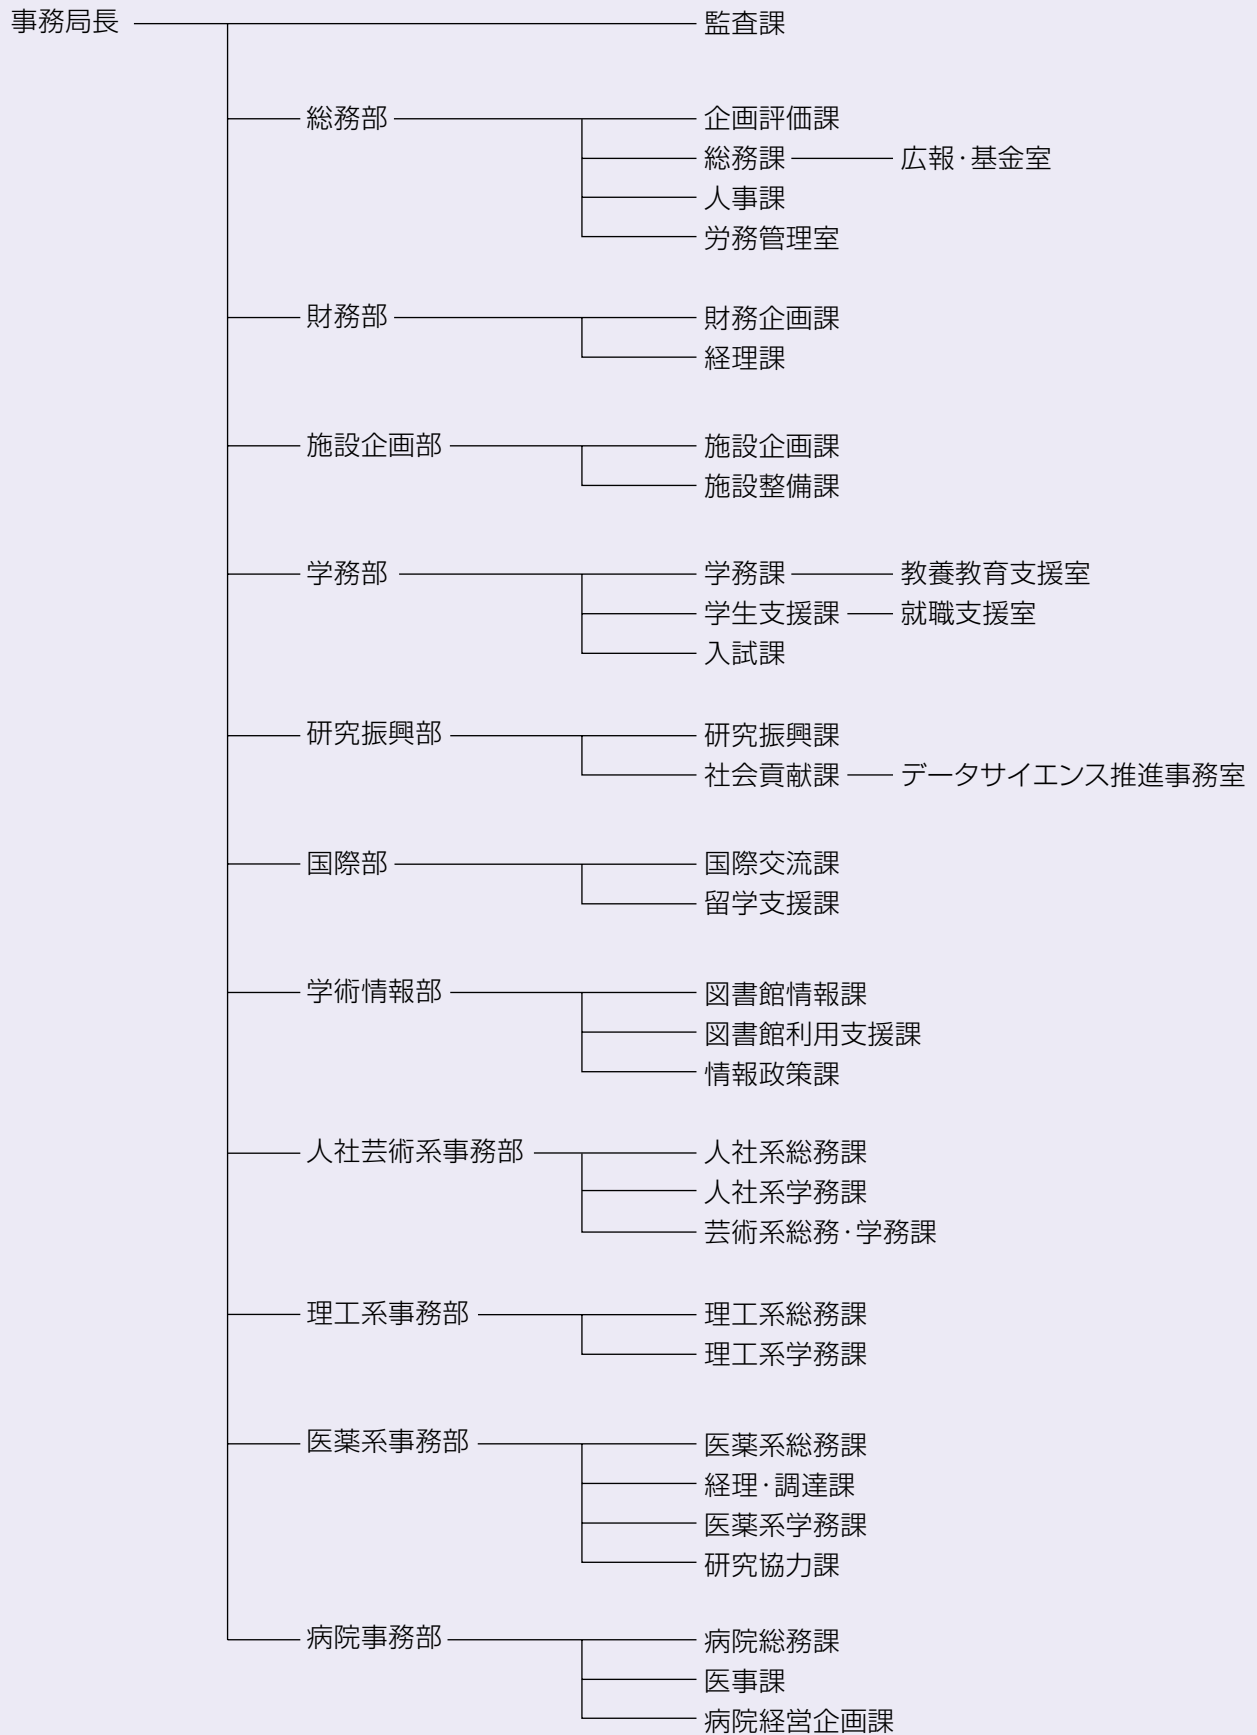 事務局長 監査課
総務部 企画評価課
総務課 広報・基金室
人事課
労務管理室
財務部 財務企画課
経理課
施設企画部 施設企画課
施設整備課
学務部 学務課 教養教育支援室
学生支援課 就職支援室
入試課
研究振興部 研究振興課
社会貢献課 データサイエンス推進事務室
国際部 国際交流課
留学支援課
学術情報部 図書館情報課
図書館利用支援課
情報政策課
人社芸術系事務部 人社系総務課
人社系学務課
芸術系総務・学務課
理工系事務部 理工系総務課
理工系学務課
医薬系事務部 医薬系総務課
経理・調達課
医薬系学務課
研究協力課
病院事務部 病院総務課
医事課
病院経営企画課